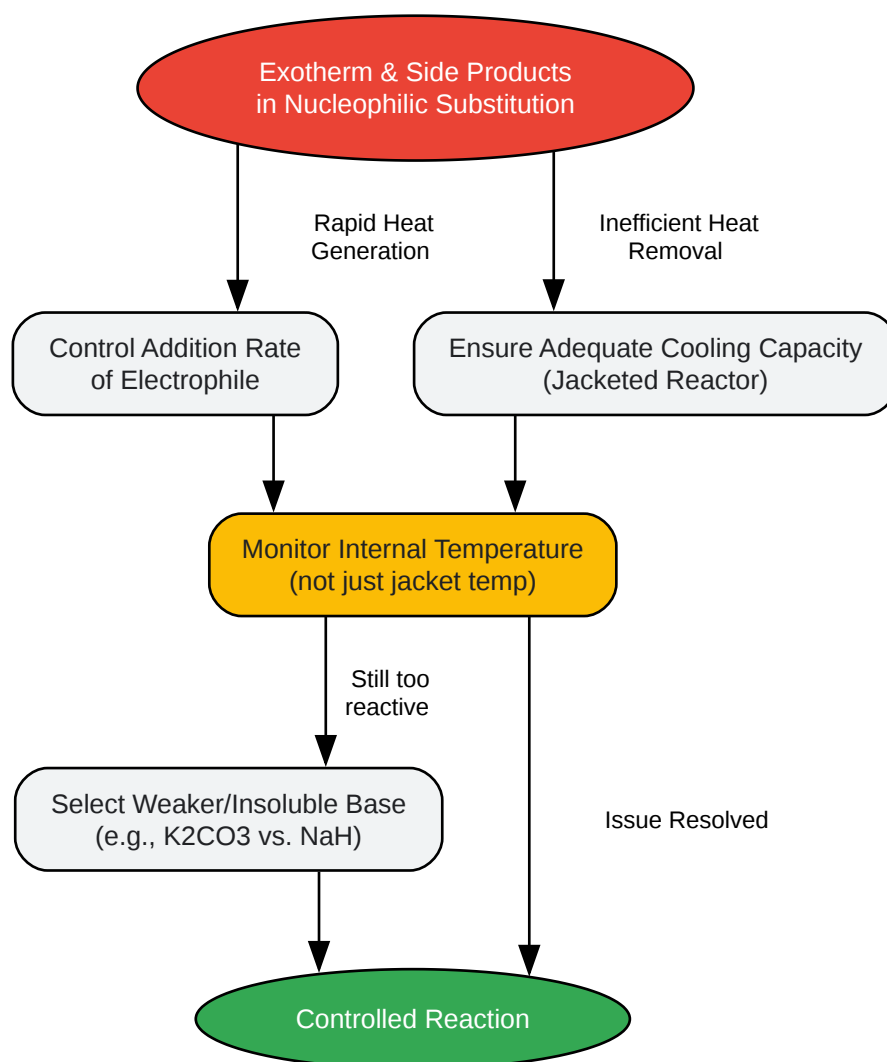 Exotherm & Side Products
in Nucleophilic Substitution
Rapid Heat
Generation
Inefficient Heat
Removal
Control Addition Rate
of Electrophile
Ensure Adequate Cooling Capacity
(Jacketed Reactor)
Monitor Internal Temperature
(not just jacket temp)
Still too
reactive
Select Weaker/Insoluble Base
(e.g., K2CO3 vs. NaH)
Issue Resolved
Controlled Reaction